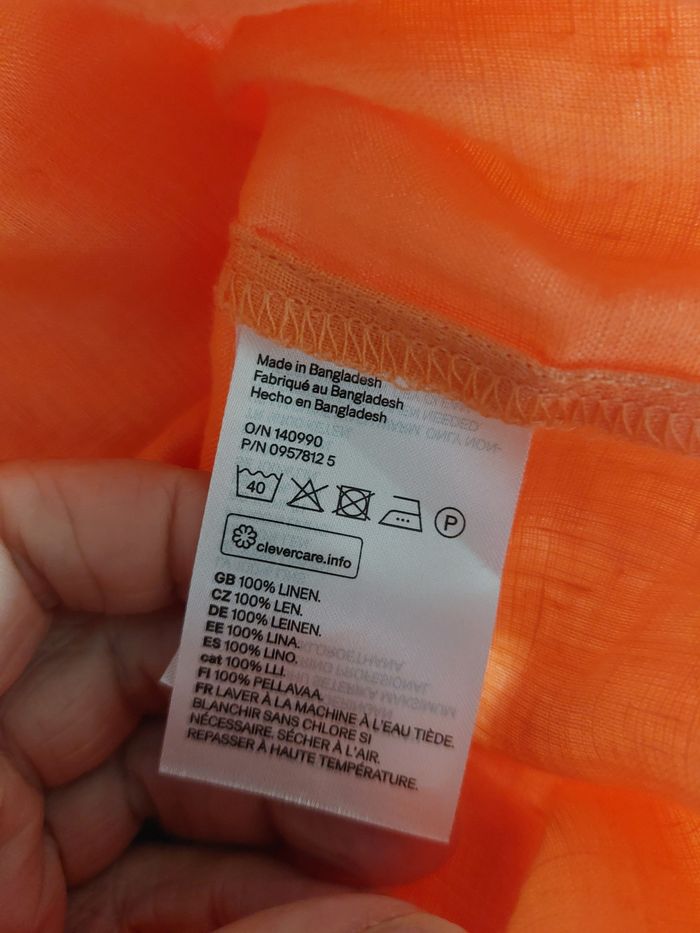 Made in Bangladesh
Fabriqué au Bangladesh
Hecho en Bangladesh
O/N 140990
P/N 0957812 5
40
P
clevercare.info
GB 100% LINEN.
CZ 100% LEN.
DE 100% LEINEN.
EE 100% LINA.
ES 100% LINO.
cat 100% LLI.
FI 100% PELLAVAA.
FR LAVER À LA MACHINE À L'EAU TIÈDE.
BLANCHIR SANS CHLORE SI
NÉCESSAIRE. SÉCHER À L'AIR.
REPASSER À HAUTE TEMPÉRATURE.